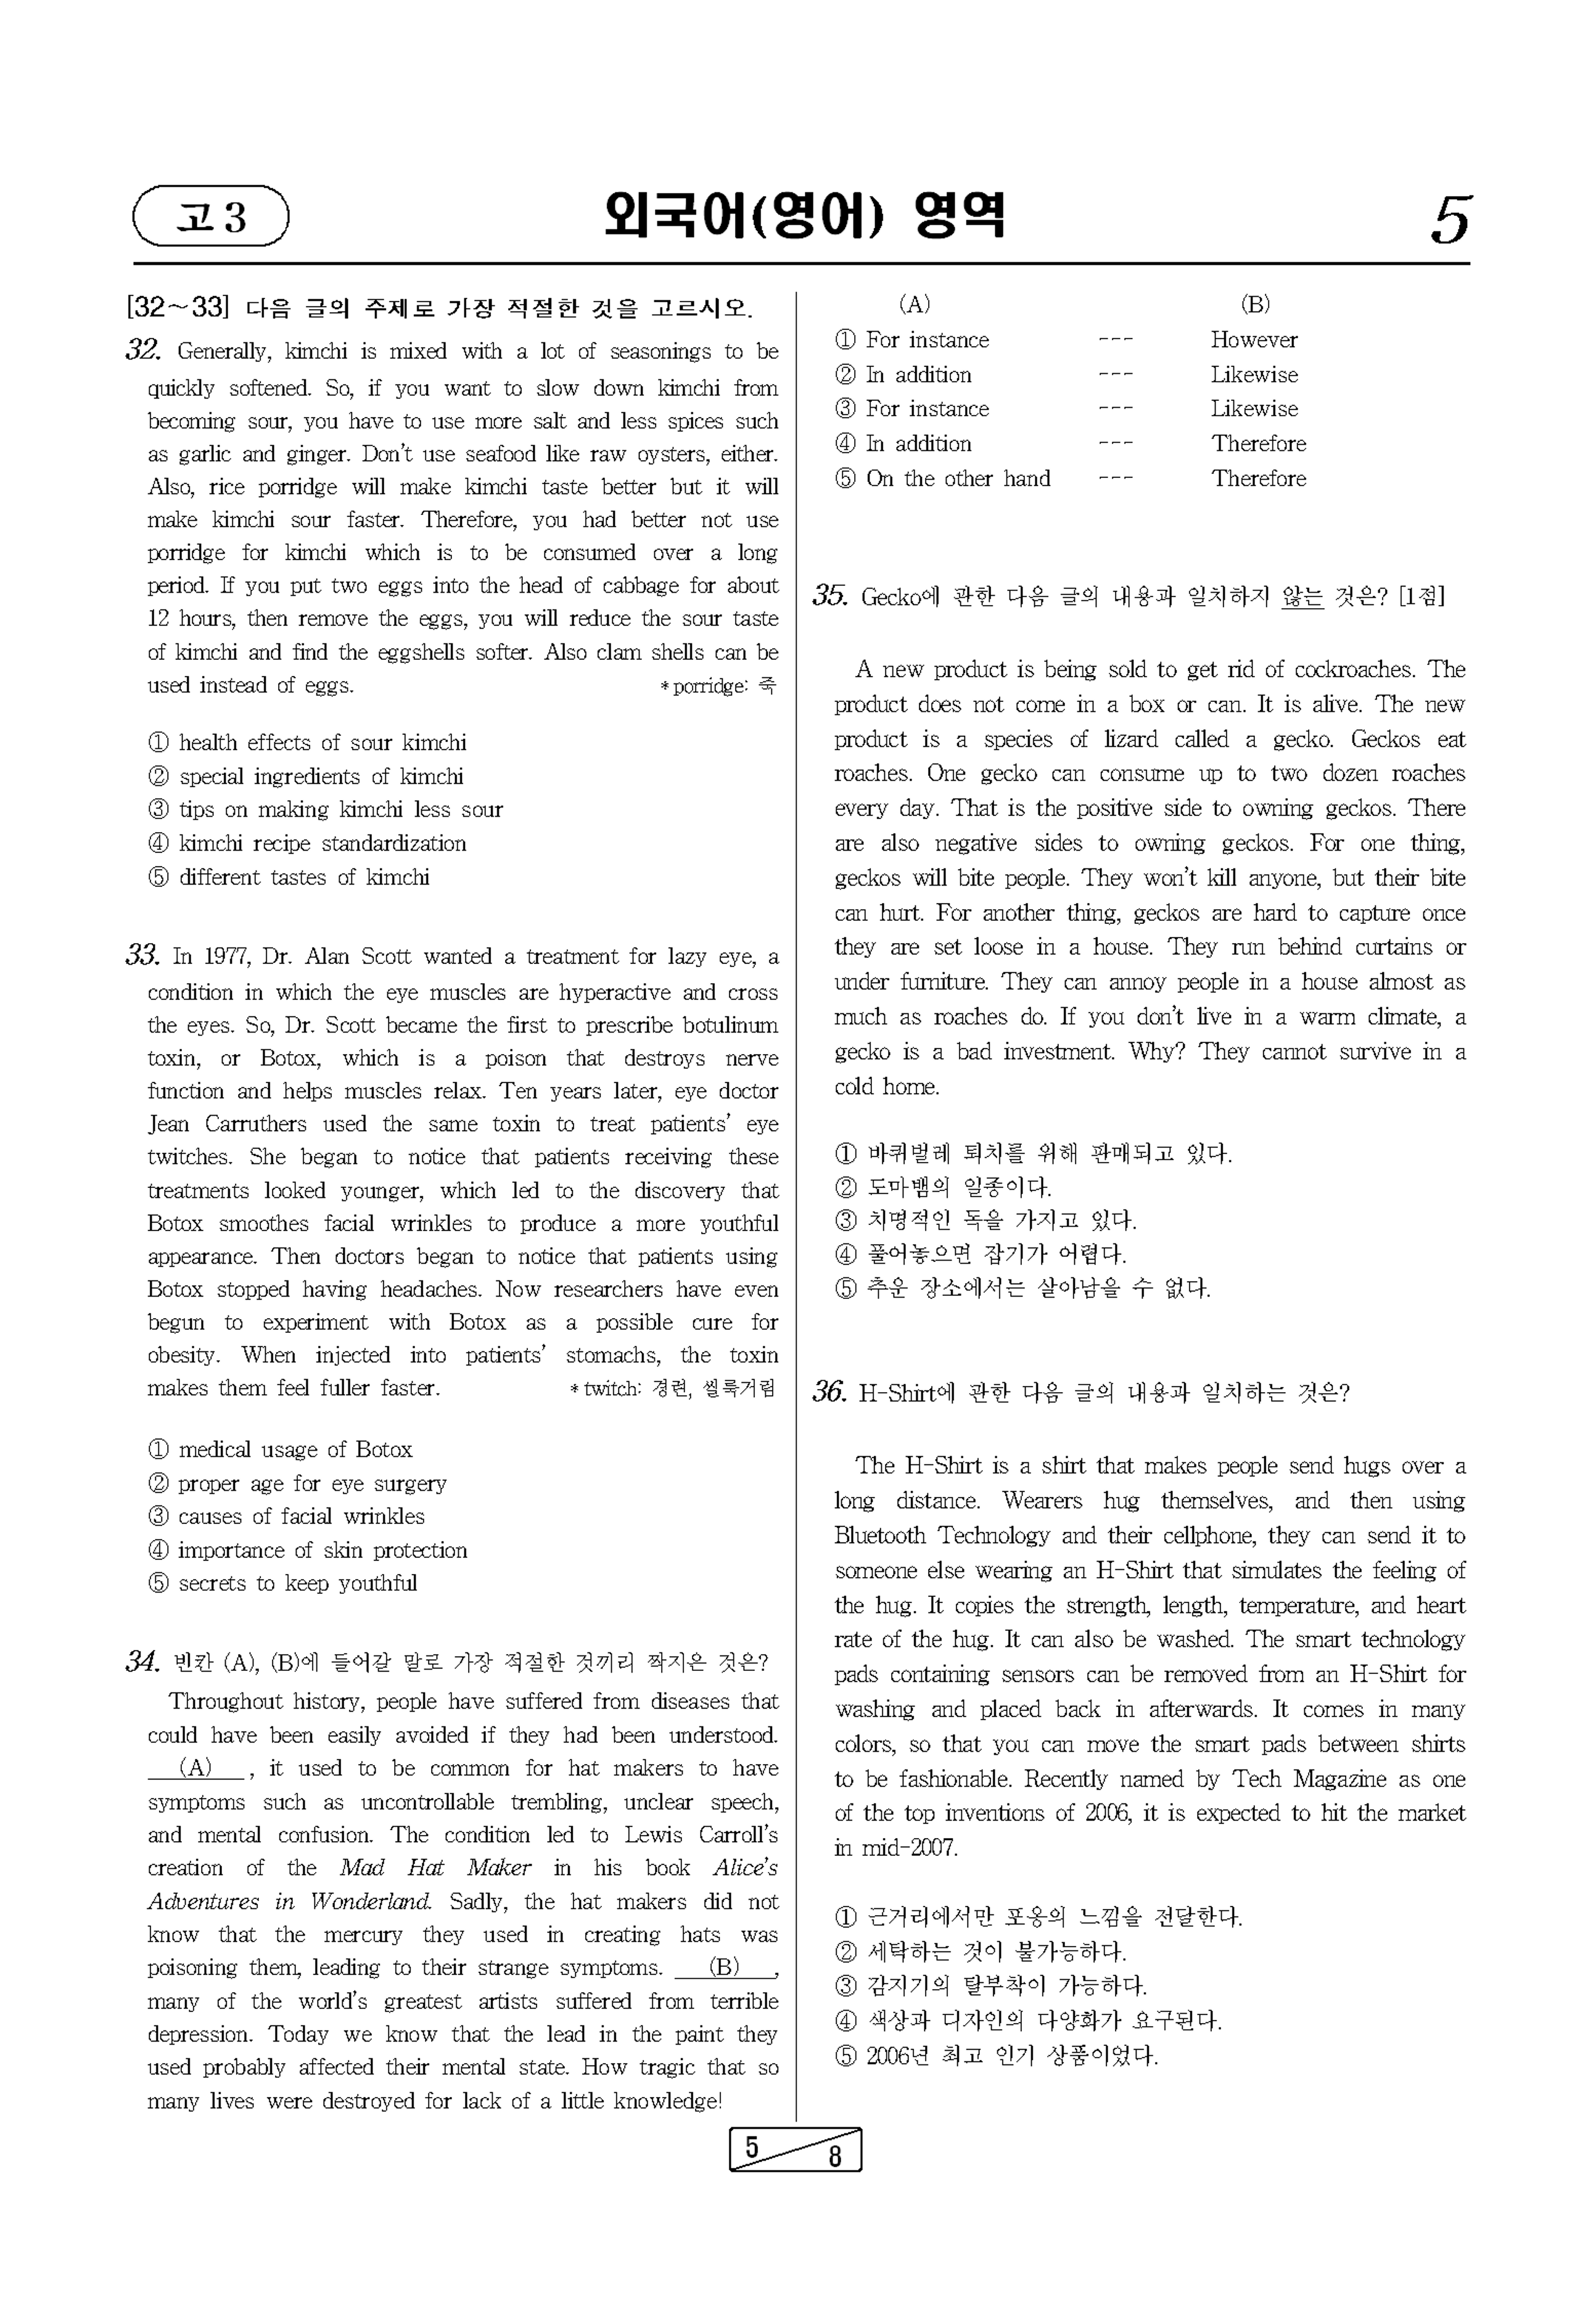 고3
외국어(영어) 영역
5
[32～33] 다음 글의 주제로 가장 적절한 것을 고르시오.
32. Generally, kimchi is mixed with a lot of seasonings to be
quickly softened. So, if you want to slow down kimchi from
becoming sour, you have to use more salt and less spices such
as garlic and ginger. Don't use seafood like raw oysters, either.
Also, rice porridge will make kimchi taste better but it will
make kimchi sour faster. Therefore, you had better not use
porridge for kimchi which is to be consumed over a long
period. If you put two eggs into the head of cabbage for about
12 hours, then remove the eggs, you will reduce the sour taste
of kimchi and find the eggshells softer. Also clam shells can be
used instead of eggs. *porridge: 죽
① health effects of sour kimchi
② special ingredients of kimchi
③ tips on making kimchi less sour
④ kimchi recipe standardization
⑤ different tastes of kimchi
33. In 1977, Dr. Alan Scott wanted a treatment for lazy eye, a
condition in which the eye muscles are hyperactive and cross
the eyes. So, Dr. Scott became the first to prescribe botulinum
toxin, or Botox, which is a poison that destroys nerve
function and helps muscles relax. Ten years later, eye doctor
Jean Carruthers used the same toxin to treat patients' eye
twitches. She began to notice that patients receiving these
treatments looked younger, which led to the discovery that
Botox smoothes facial wrinkles to produce a more youthful
appearance. Then doctors began to notice that patients using
Botox stopped having headaches. Now researchers have even
begun to experiment with Botox as a possible cure for
obesity. When injected into patients' stomachs, the toxin
makes them feel fuller faster. *twitch: 경련, 씰룩거림
① medical usage of Botox
② proper age for eye surgery
③ causes of facial wrinkles
④ importance of skin protection
⑤ secrets to keep youthful
34. 빈칸 (A), (B)에 들어갈 말로 가장 적절한 것끼리 짝지은 것은?
Throughout history, people have suffered from diseases that
could have been easily avoided if they had been understood.
(A) , it used to be common for hat makers to have
symptoms such as uncontrollable trembling, unclear speech,
and mental confusion. The condition led to Lewis Carroll's
creation of the Mad Hat Maker in his book Alice's
Adventures in Wonderland. Sadly, the hat makers did not
know that the mercury they used in creating hats was
poisoning them, leading to their strange symptoms. (B) ,
many of the world's greatest artists suffered from terrible
depression. Today we know that the lead in the paint they
used probably affected their mental state. How tragic that so
many lives were destroyed for lack of a little knowledge!
(A) (B)
① For instance --- However
② In addition --- Likewise
③ For instance --- Likewise
④ In addition --- Therefore
⑤ On the other hand --- Therefore
35. Gecko에 관한 다음 글의 내용과 일치하지 않는 것은? [1점]
A new product is being sold to get rid of cockroaches. The
product does not come in a box or can. It is alive. The new
product is a species of lizard called a gecko. Geckos eat
roaches. One gecko can consume up to two dozen roaches
every day. That is the positive side to owning geckos. There
are also negative sides to owning geckos. For one thing,
geckos will bite people. They won't kill anyone, but their bite
can hurt. For another thing, geckos are hard to capture once
they are set loose in a house. They run behind curtains or
under furniture. They can annoy people in a house almost as
much as roaches do. If you don't live in a warm climate, a
gecko is a bad investment. Why? They cannot survive in a
cold home.
① 바퀴벌레 퇴치를 위해 판매되고 있다.
② 도마뱀의 일종이다.
③ 치명적인 독을 가지고 있다.
④ 풀어놓으면 잡기가 어렵다.
⑤ 추운 장소에서는 살아남을 수 없다.
36. H-Shirt에 관한 다음 글의 내용과 일치하는 것은?
The H-Shirt is a shirt that makes people send hugs over a
long distance. Wearers hug themselves, and then using
Bluetooth Technology and their cellphone, they can send it to
someone else wearing an H-Shirt that simulates the feeling of
the hug. It copies the strength, length, temperature, and heart
rate of the hug. It can also be washed. The smart technology
pads containing sensors can be removed from an H-Shirt for
washing and placed back in afterwards. It comes in many
colors, so that you can move the smart pads between shirts
to be fashionable. Recently named by Tech Magazine as one
of the top inventions of 2006, it is expected to hit the market
in mid-2007.
① 근거리에서만 포옹의 느낌을 전달한다.
② 세탁하는 것이 불가능하다.
③ 감지기의 탈부착이 가능하다.
④ 색상과 디자인의 다양화가 요구된다.
⑤ 2006년 최고 인기 상품이었다.
5 8